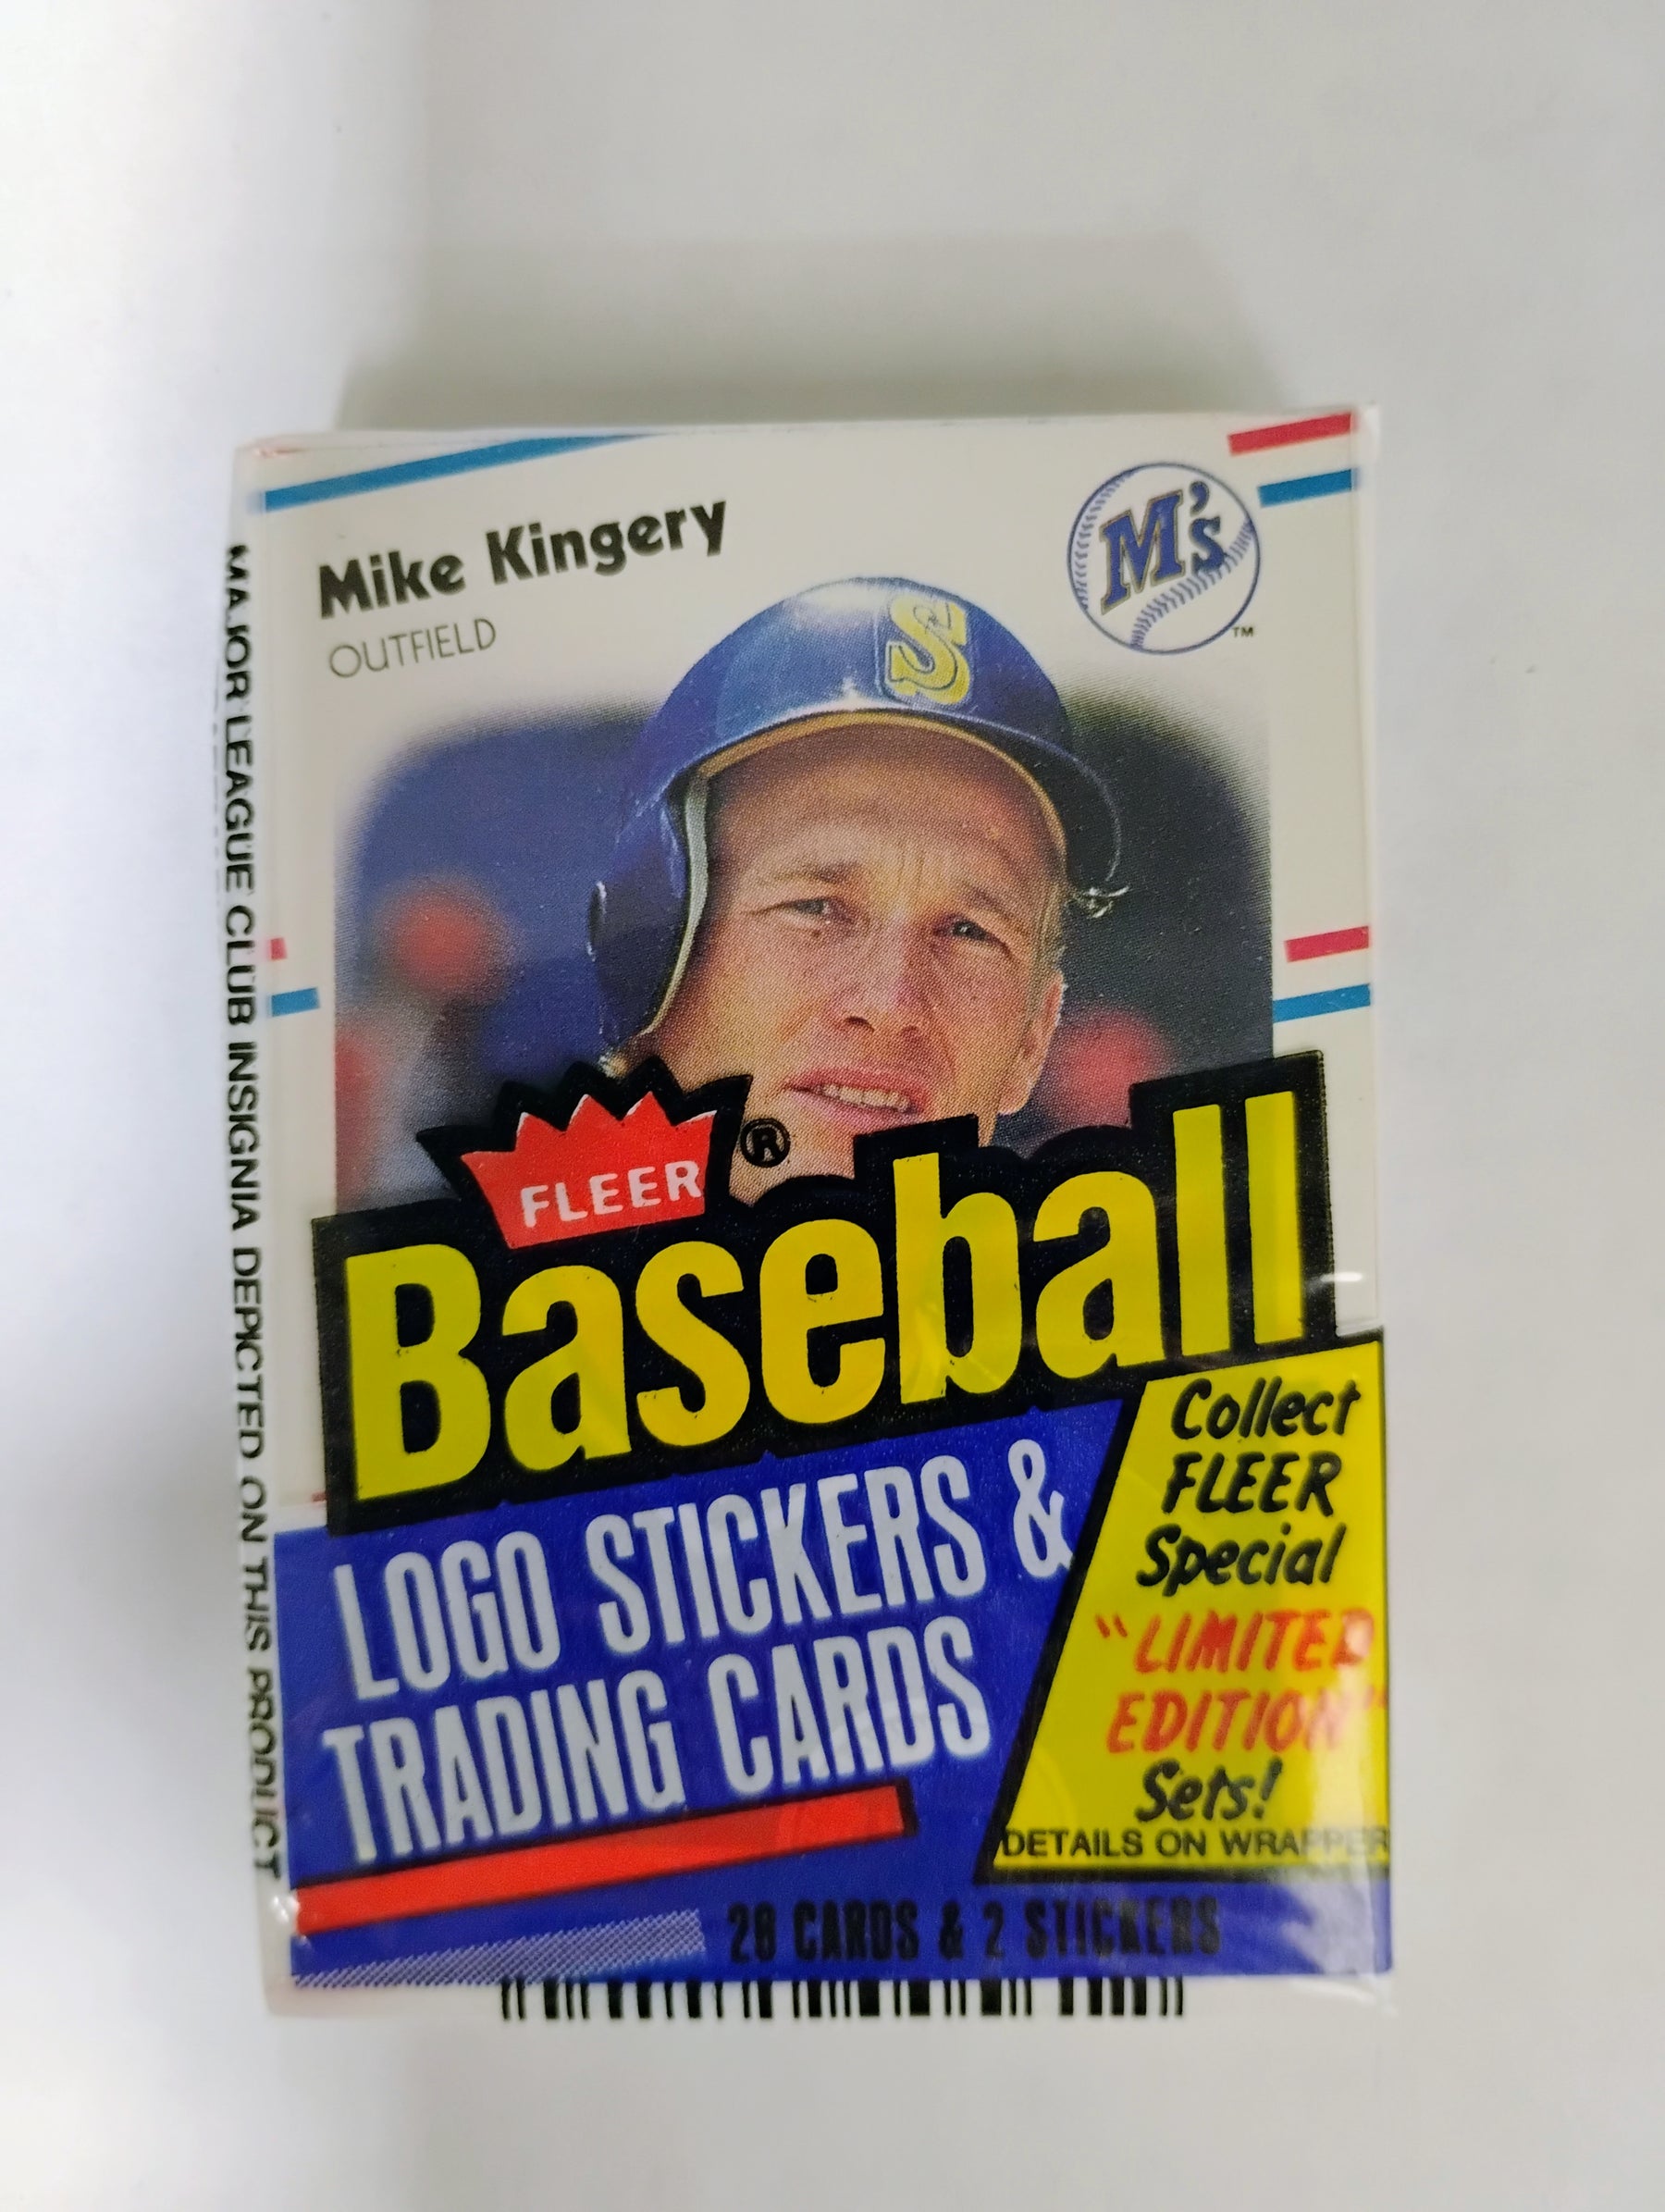 Mike Kingery
OUTFIELD
M's
TM
S
FLEER®
Baseball
LOGO STICKERS &
TRADING CARDS
Collect
FLEER
Special
"LIMITED
EDITION"
Sets!
DETAILS ON WRAPPER
28 CARDS & 2 STICKERS
MAJOR LEAGUE CLUB INSIGNIA DEPICTED ON THIS PRODUCT